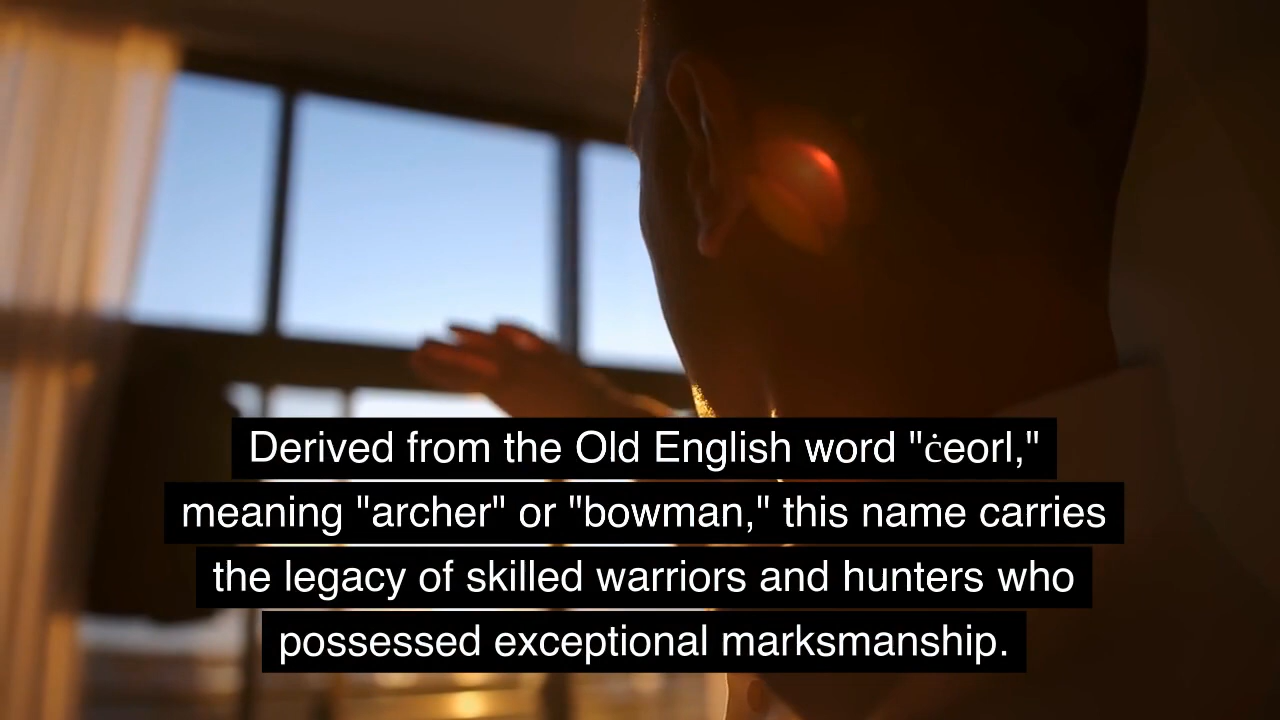 Derived from the Old English word "ċeorl,"
meaning "archer" or "bowman," this name carries
the legacy of skilled warriors and hunters who
possessed exceptional marksmanship.